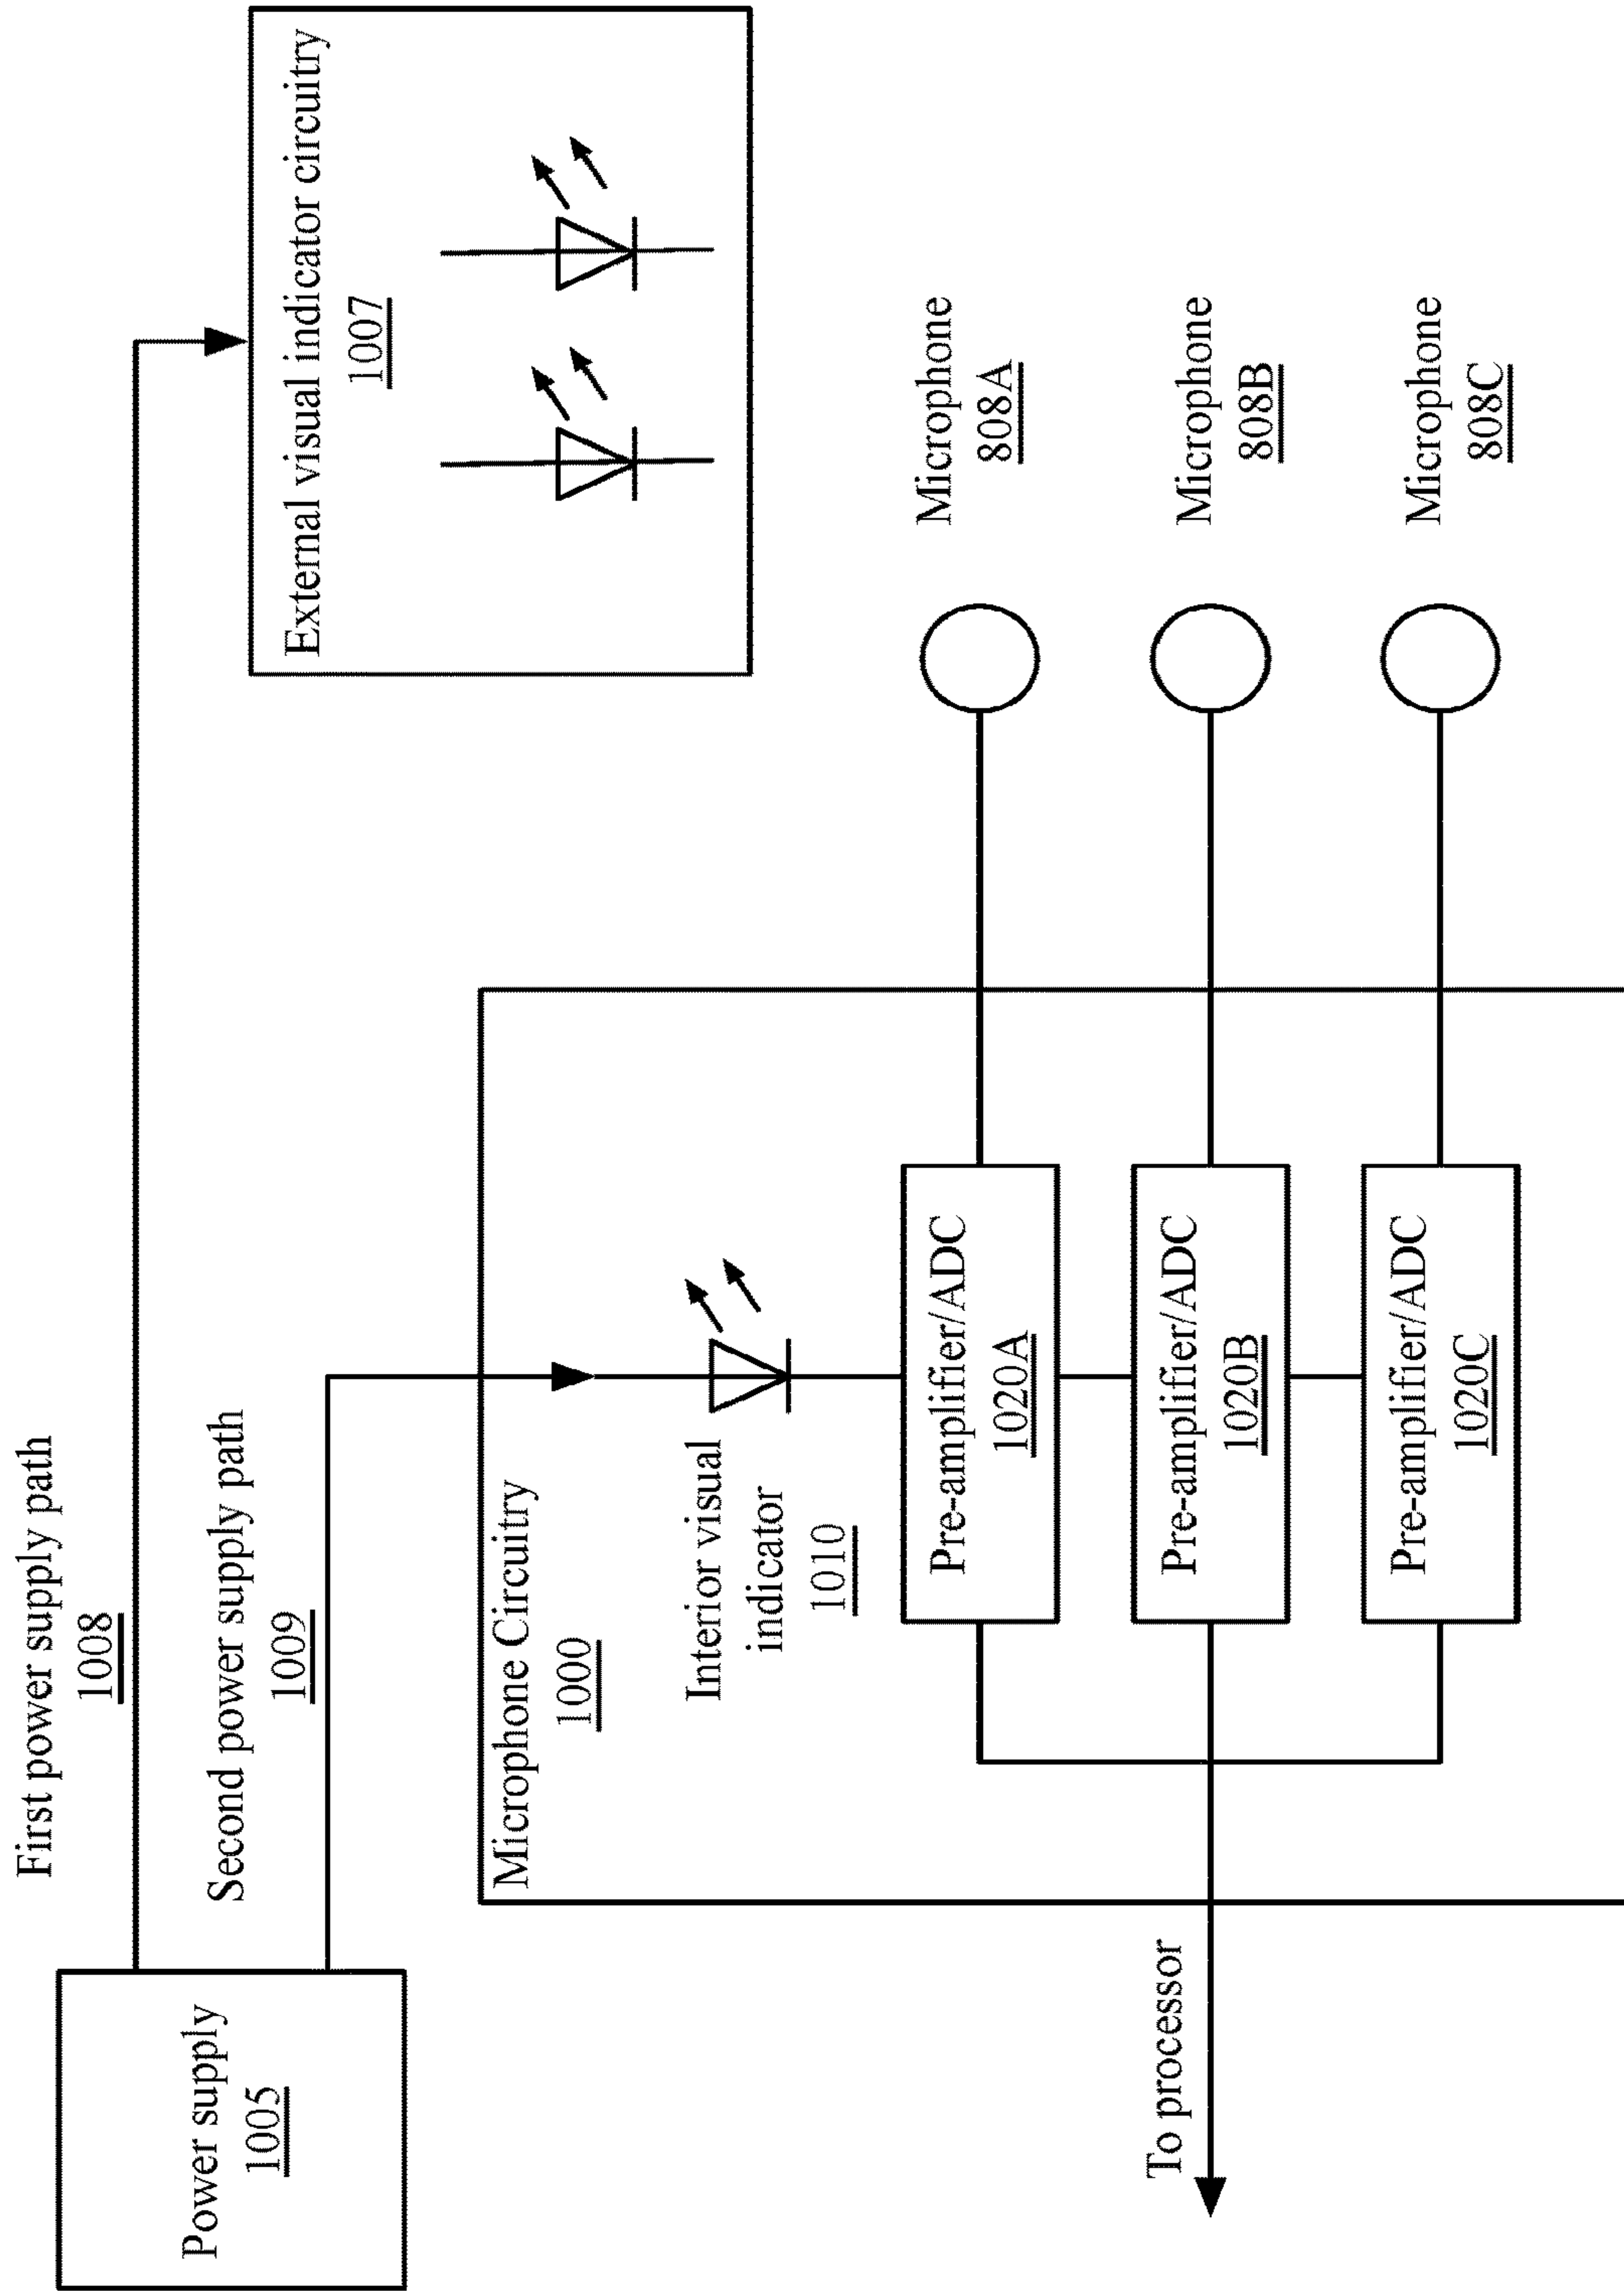 First power supply path
1008
Second power supply path
1009
Power supply
1005
External visual indicator circuitry
1007
Microphone Circuitry
1000
Interior visual
indicator
1010
Pre-amplifier/ADC
1020A
Microphone
808A
Pre-amplifier/ADC
1020B
Microphone
808B
Pre-amplifier/ADC
1020C
Microphone
808C
To processor